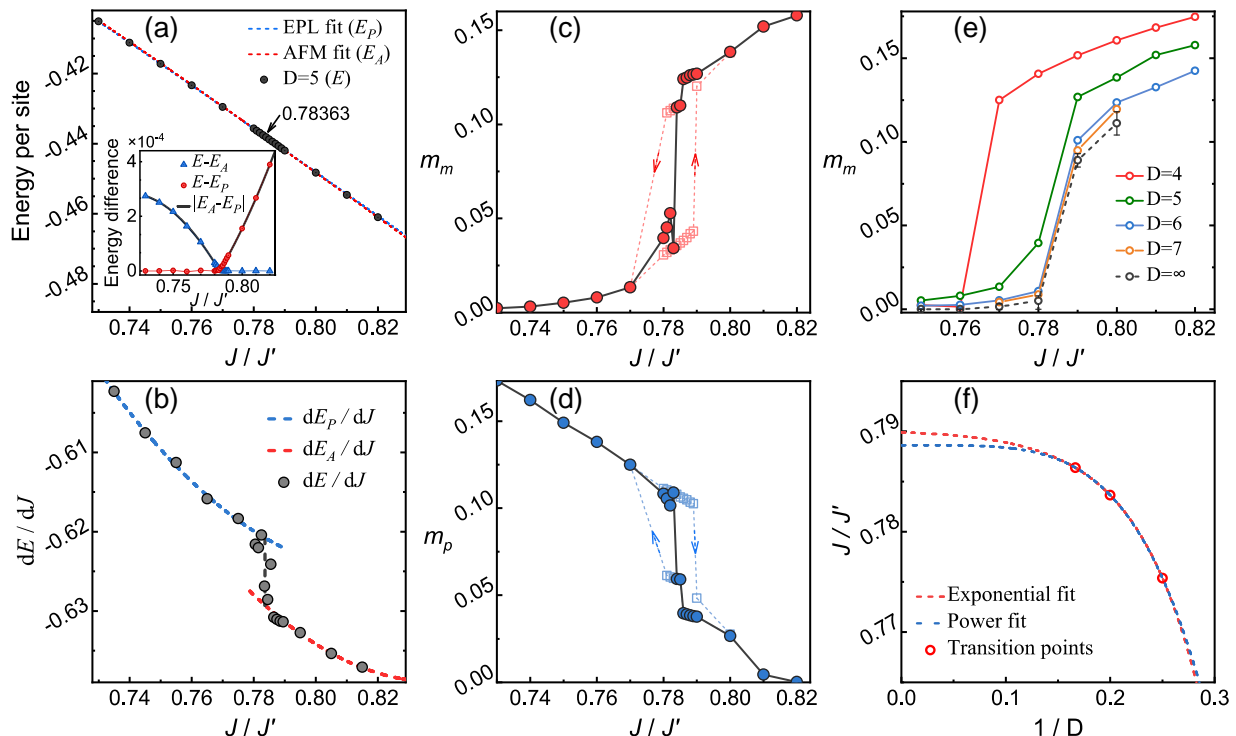 (a)
EPL fit (E_P)
AFM fit (E_A)
D=5 (E)
0.78363
-0.42
-0.44
-0.46
-0.48
Energy per site
4 ×10^-4
2
0
Energy difference
E-E_A
E-E_P
|E_A-E_P|
0.75
0.80
J / J'
0.74
0.76
0.78
0.80
0.82
J / J'
(c)
0.15
0.10
0.05
0.00
m_m
0.74
0.76
0.78
0.80
0.82
J / J'
(e)
0.15
0.10
0.05
0.00
m_m
D=4
D=5
D=6
D=7
D=∞
0.76
0.78
0.80
0.82
J / J'
(b)
dE_P / dJ
dE_A / dJ
dE / dJ
-0.61
-0.62
-0.63
dE / dJ
0.74
0.76
0.78
0.80
0.82
J / J'
(d)
0.15
0.10
0.05
0.00
m_p
0.74
0.76
0.78
0.80
0.82
J / J'
(f)
0.79
0.78
0.77
J / J'
Exponential fit
Power fit
Transition points
0.0
0.1
0.2
0.3
1 / D